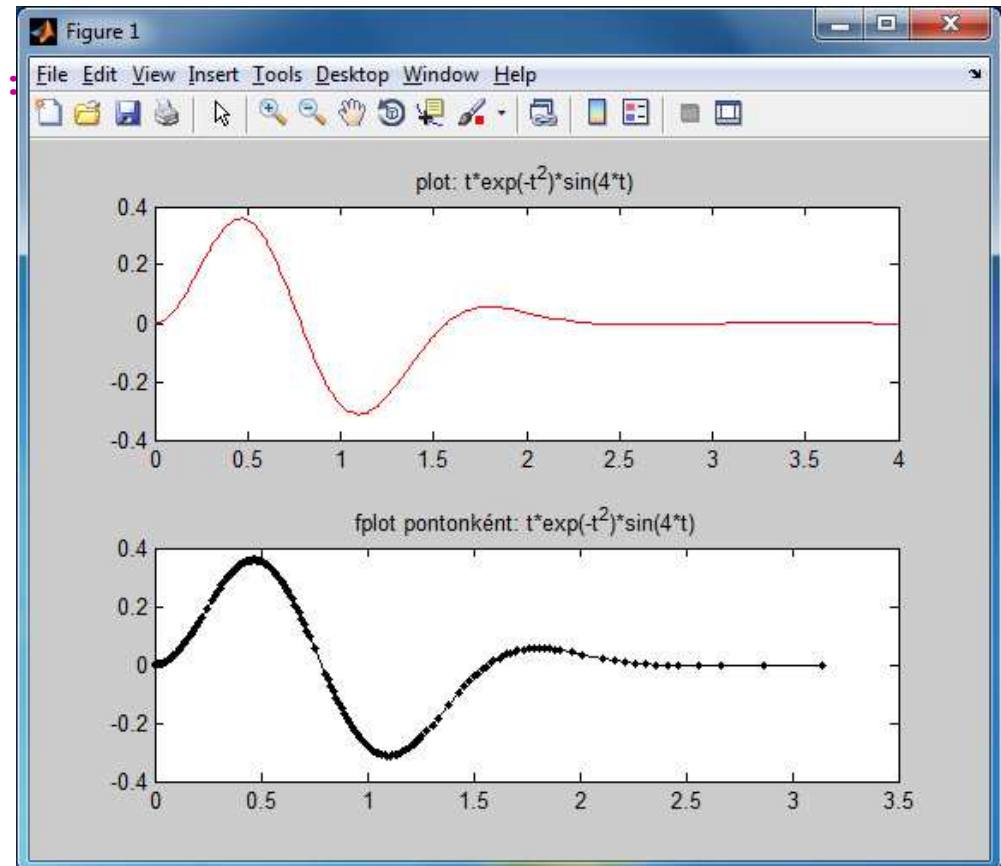 Figure 1
File Edit View Insert Tools Desktop Window Help
plot: t*exp(-t²)*sin(4*t)
0.4
0.2
0
-0.2
-0.4
0 0.5 1 1.5 2 2.5 3 3.5 4
fplot pontonként: t*exp(-t²)*sin(4*t)
0.4
0.2
0
-0.2
-0.4
0 0.5 1 1.5 2 2.5 3 3.5